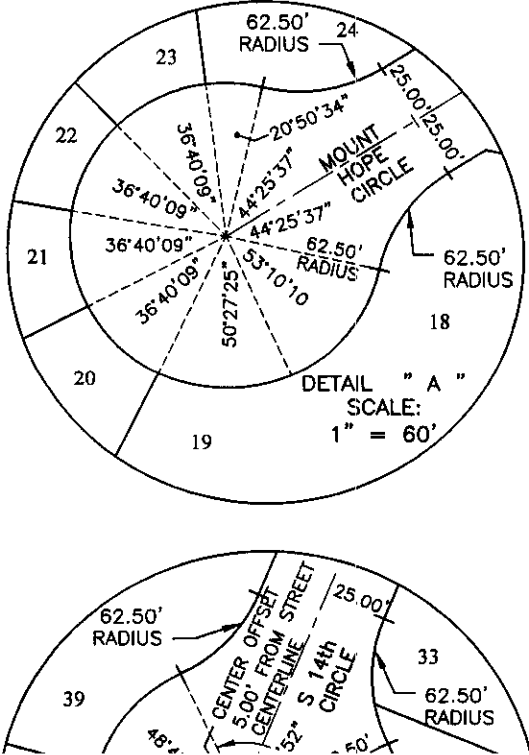 62.50'
RADIUS
24
23
22
21
20
19
18
25.00'
25.00'
20°50'34"
36°40'09"
36°40'09"
36°40'09"
36°40'09"
44°25'37"
44°25'37"
MOUNT
HOPE
CIRCLE
62.50'
RADIUS
53°10'10
50°27'25"
62.50'
RADIUS
DETAIL " A "
SCALE:
1" = 60'
62.50'
RADIUS
39
CENTER OFFSET
5.00' FROM STREET
CENTERLINE
S 14th
CIRCLE
25.00'
33
62.50'
RADIUS